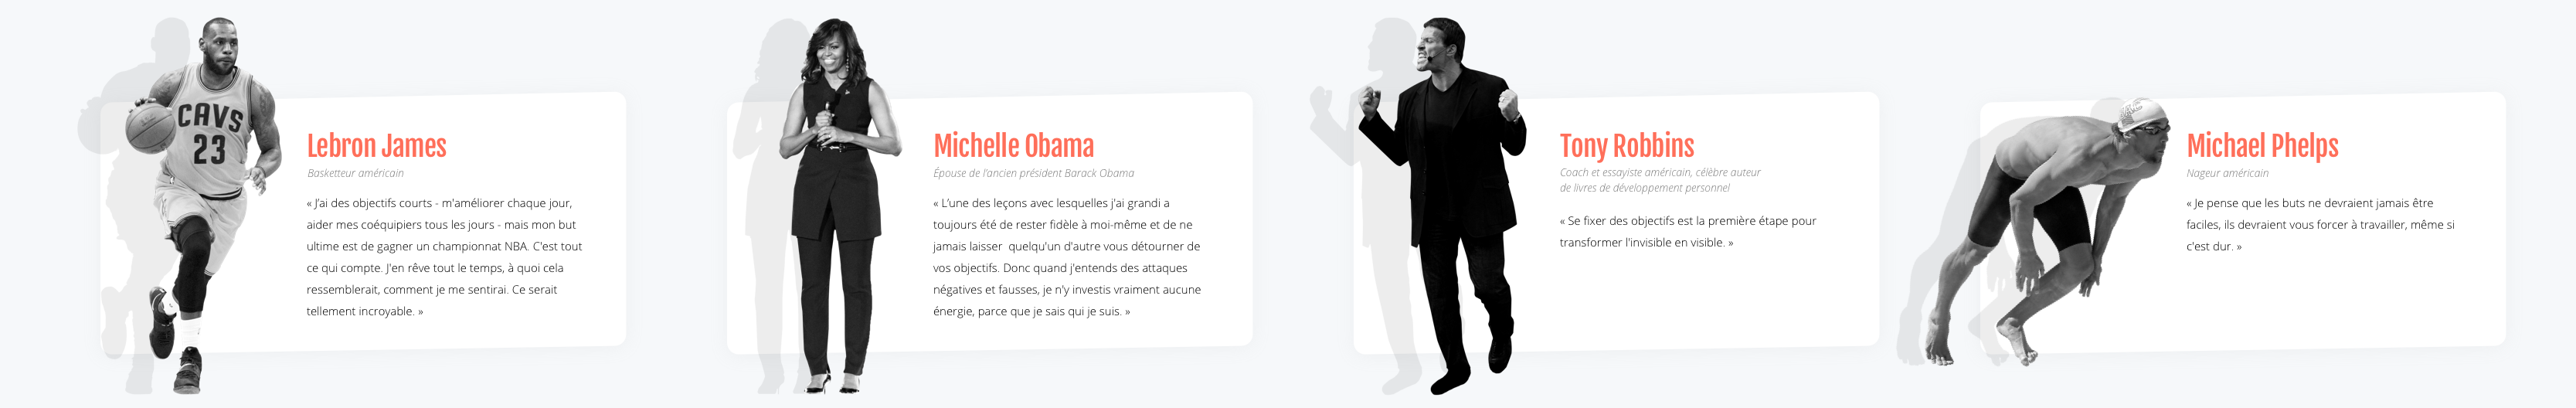 CAVS
23
Lebron James
Basketteur américain
« J'ai des objectifs courts - m'améliorer chaque jour,
aider mes coéquipiers tous les jours - mais mon but
ultime est de gagner un championnat NBA. C'est tout
ce qui compte. J'en rêve tout le temps, à quoi cela
ressemblerait, comment je me sentirai. Ce serait
tellement incroyable. »
Michelle Obama
Épouse de l'ancien président Barack Obama
« L'une des leçons avec lesquelles j'ai grandi a
toujours été de rester fidèle à moi-même et de ne
jamais laisser quelqu'un d'autre vous détourner de
vos objectifs. Donc quand j'entends des attaques
négatives et fausses, je n'y investis vraiment aucune
énergie, parce que je sais qui je suis. »
Tony Robbins
Coach et essayiste américain, célèbre auteur
de livres de développement personnel
« Se fixer des objectifs est la première étape pour
transformer l'invisible en visible. »
Michael Phelps
Nageur américain
« Je pense que les buts ne devraient jamais être
faciles, ils devraient vous forcer à travailler, même si
c'est dur. »